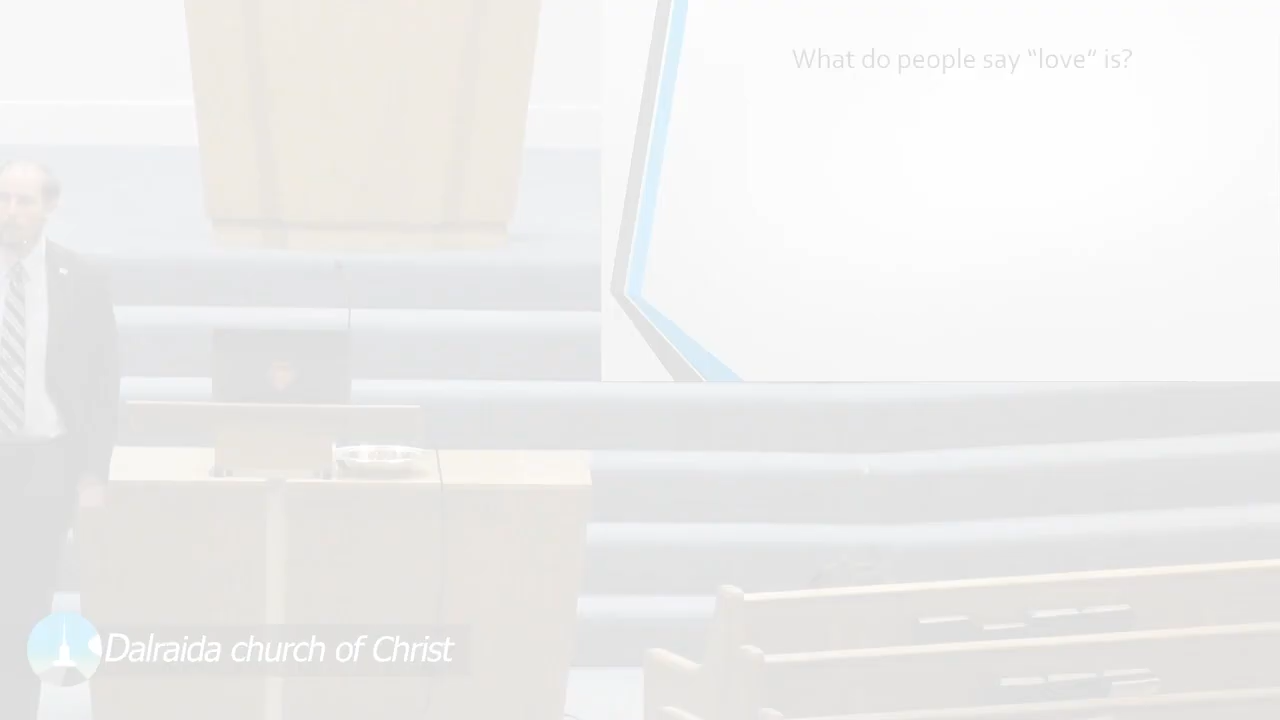 What do people say “love” is?
Dalraida church of Christ